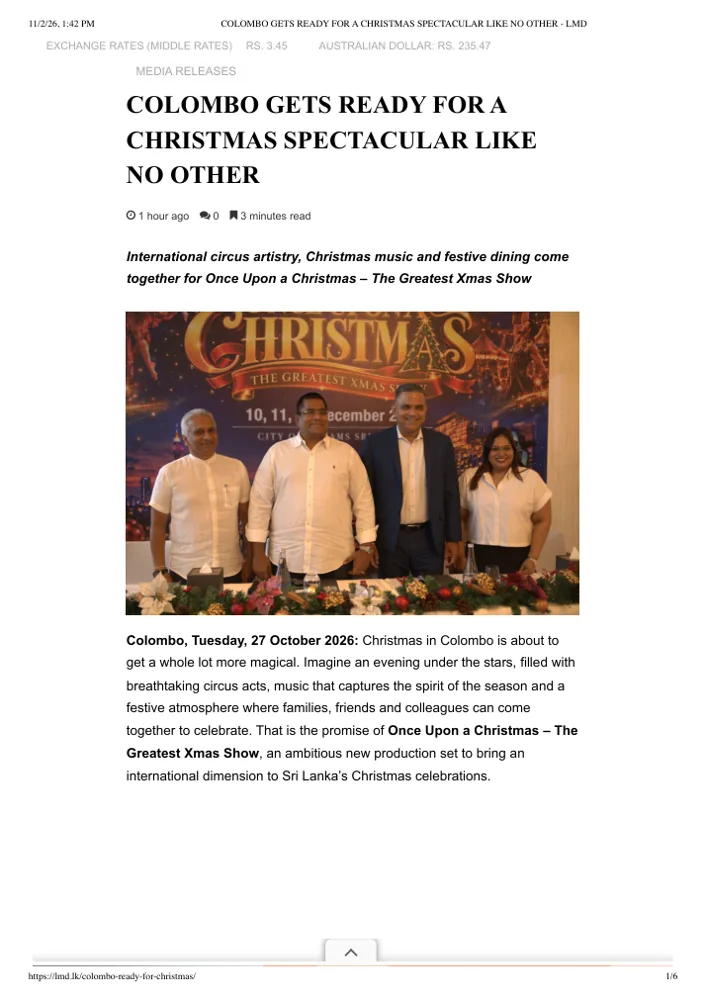 11/2/26, 1:42 PM
COLOMBO GETS READY FOR A CHRISTMAS SPECTACULAR LIKE NO OTHER - LMD
EXCHANGE RATES (MIDDLE RATES) RS. 3.45 AUSTRALIAN DOLLAR: RS. 235.47
MEDIA RELEASES
COLOMBO GETS READY FOR A
CHRISTMAS SPECTACULAR LIKE
NO OTHER
1 hour ago 0 3 minutes read
International circus artistry, Christmas music and festive dining come
together for Once Upon a Christmas – The Greatest Xmas Show
CHRISTMAS
THE GREATEST XMAS
10, 11, ecember 2
CITY
Colombo, Tuesday, 27 October 2026: Christmas in Colombo is about to
get a whole lot more magical. Imagine an evening under the stars, filled with
breathtaking circus acts, music that captures the spirit of the season and a
festive atmosphere where families, friends and colleagues can come
together to celebrate. That is the promise of Once Upon a Christmas – The
Greatest Xmas Show, an ambitious new production set to bring an
international dimension to Sri Lanka’s Christmas celebrations.
https://lmd.lk/colombo-ready-for-christmas/
1/6